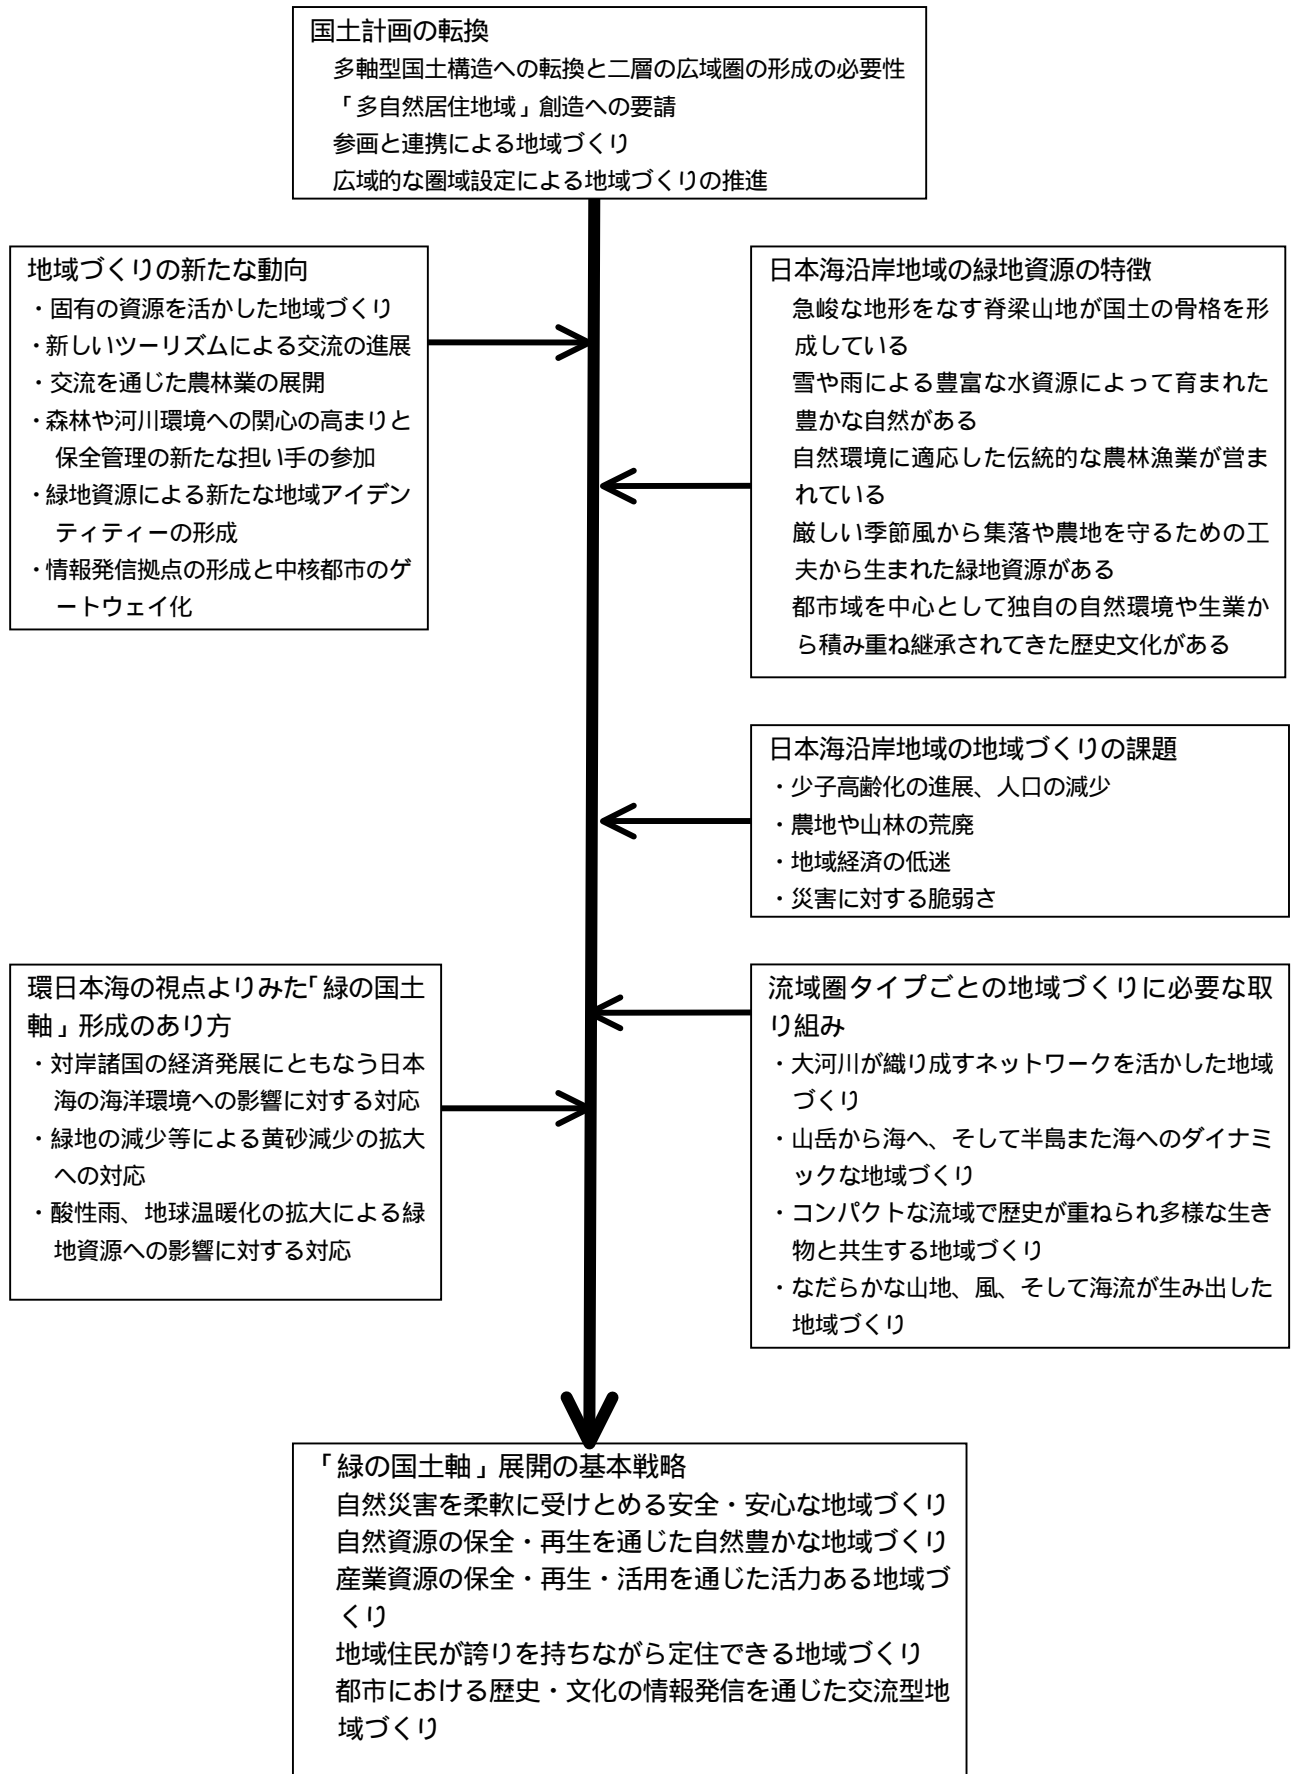 国土計画の転換
多軸型国土構造への転換と二層の広域圏の形成の必要性
「多自然居住地域」創造への要請
参画と連携による地域づくり
広域的な圏域設定による地域づくりの推進
地域づくりの新たな動向
・固有の資源を活かした地域づくり
・新しいツーリズムによる交流の進展
・交流を通じた農林業の展開
・森林や河川環境への関心の高まりと
保全管理の新たな担い手の参加
・緑地資源による新たな地域アイデン
ティティーの形成
・情報発信拠点の形成と中核都市のゲ
ートウェイ化
日本海沿岸地域の緑地資源の特徴
急峻な地形をなす脊梁山地が国土の骨格を形
成している
雪や雨による豊富な水資源によって育まれた
豊かな自然がある
自然環境に適応した伝統的な農林漁業が営ま
れている
厳しい季節風から集落や農地を守るための工
夫から生まれた緑地資源がある
都市域を中心として独自の自然環境や生業か
ら積み重ね継承されてきた歴史文化がある
日本海沿岸地域の地域づくりの課題
・少子高齢化の進展、人口の減少
・農地や山林の荒廃
・地域経済の低迷
・災害に対する脆弱さ
環日本海の視点よりみた「緑の国土
軸」形成のあり方
・対岸諸国の経済発展にともなう日本
海の海洋環境への影響に対する対応
・緑地の減少等による黄砂減少の拡大
への対応
・酸性雨、地球温暖化の拡大による緑
地資源への影響に対する対応
流域圏タイプごとの地域づくりに必要な取
り組み
・大河川が織り成すネットワークを活かした地域
づくり
・山岳から海へ、そして半島また海へのダイナミ
ックな地域づくり
・コンパクトな流域で歴史が重ねられ多様な生き
物と共生する地域づくり
・なだらかな山地、風、そして海流が生み出した
地域づくり
「緑の国土軸」展開の基本戦略
自然災害を柔軟に受けとめる安全・安心な地域づくり
自然資源の保全・再生を通じた自然豊かな地域づくり
産業資源の保全・再生・活用を通じた活力ある地域づ
くり
地域住民が誇りを持ちながら定住できる地域づくり
都市における歴史・文化の情報発信を通じた交流型地
域づくり